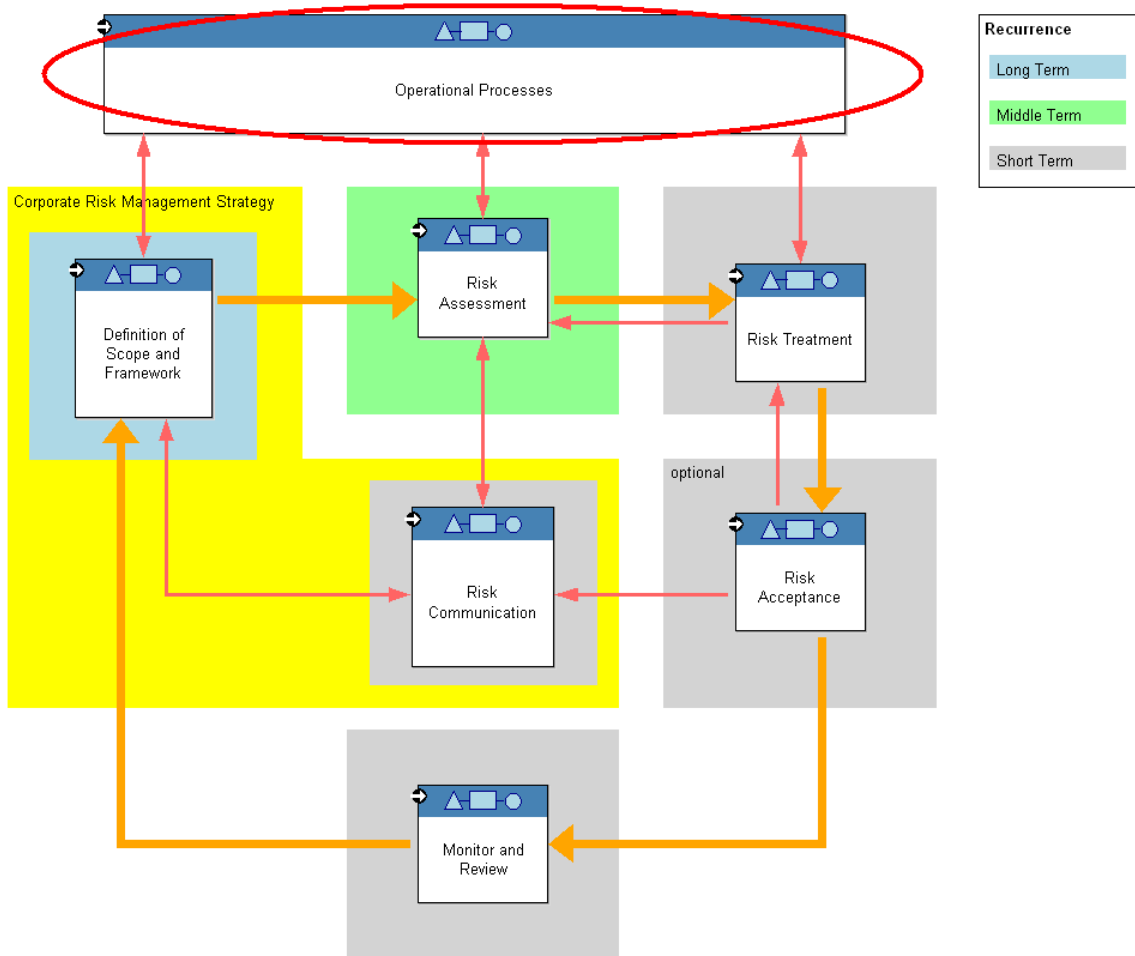 Operational Processes
Recurrence
Long Term
Middle Term
Short Term
Corporate Risk Management Strategy
Definition of
Scope and
Framework
Risk
Assessment
Risk Treatment
optional
Risk
Communication
Risk
Acceptance
Monitor and
Review